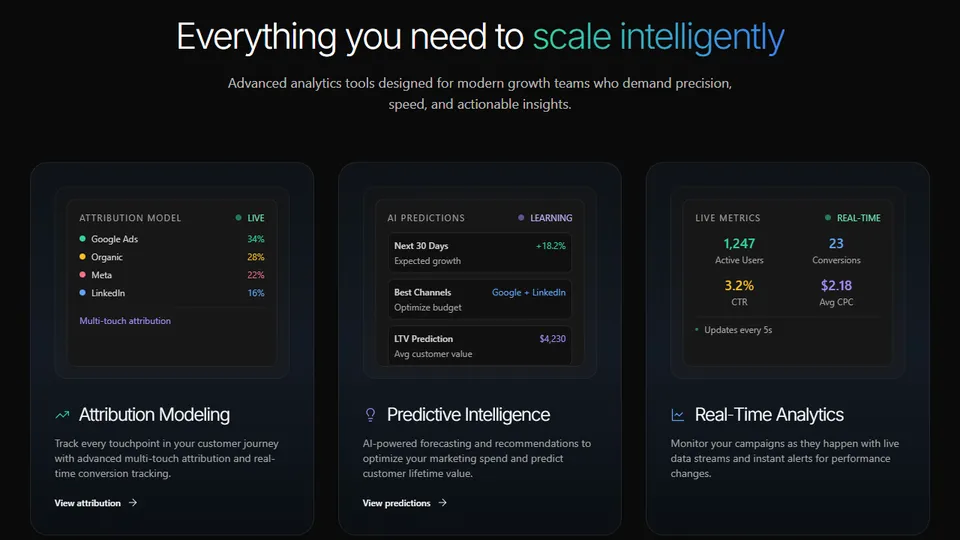 Everything you need to scale intelligently
Advanced analytics tools designed for modern growth teams who demand precision,
speed, and actionable insights.
ATTRIBUTION MODEL
LIVE
Google Ads 34%
Organic 28%
Meta 22%
LinkedIn 16%
Multi-touch attribution
Attribution Modeling
Track every touchpoint in your customer journey
with advanced multi-touch attribution and real-
time conversion tracking.
View attribution →
AI PREDICTIONS
LEARNING
Next 30 Days +18.2%
Expected growth
Best Channels Google + LinkedIn
Optimize budget
LTV Prediction $4,230
Avg customer value
Predictive Intelligence
AI-powered forecasting and recommendations to
optimize your marketing spend and predict
customer lifetime value.
View predictions →
LIVE METRICS
REAL-TIME
1,247 23
Active Users Conversions
3.2% $2.18
CTR Avg CPC
Updates every 5s
Real-Time Analytics
Monitor your campaigns as they happen with live
data streams and instant alerts for performance
changes.